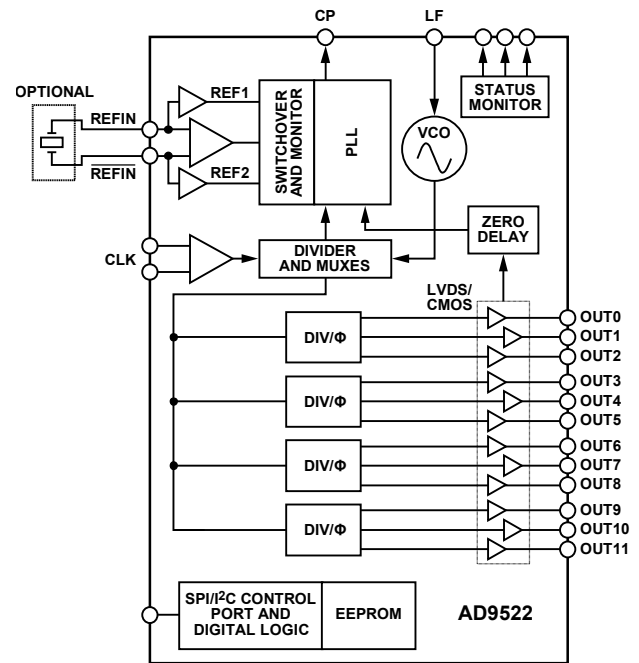 CP
LF
OPTIONAL
REFIN
REFIN
REF1
REF2
SWITCHOVER
AND MONITOR
PLL
VCO
STATUS
MONITOR
ZERO
DELAY
CLK
DIVIDER
AND MUXES
LVDS/
CMOS
DIV/Φ
OUT0
OUT1
OUT2
DIV/Φ
OUT3
OUT4
OUT5
DIV/Φ
OUT6
OUT7
OUT8
DIV/Φ
OUT9
OUT10
OUT11
SPI/I²C CONTROL
PORT AND
DIGITAL LOGIC
EEPROM
AD9522